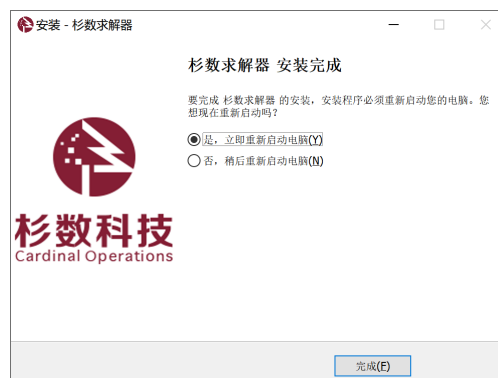 安装 - 杉数求解器
杉数求解器 安装完成
要完成 杉数求解器 的安装，安装程序必须重新启动您的电脑。您
想现在重新启动吗？
是，立即重新启动电脑(Y)
否，稍后重新启动电脑(N)
杉数科技
Cardinal Operations
完成(F)